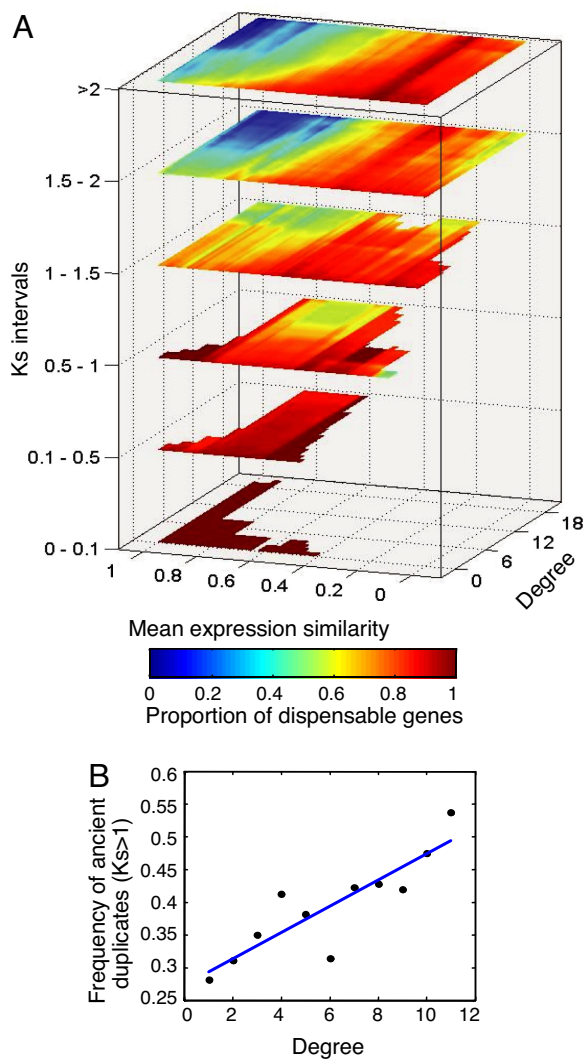 A
>2
1.5 - 2
1 - 1.5
0.5 - 1
0.1 - 0.5
0 - 0.1
Ks intervals
1 0.8 0.6 0.4 0.2 0
0 6 12 18
Degree
Mean expression similarity
0 0.2 0.4 0.6 0.8 1
Proportion of dispensable genes
B
Frequency of ancient
duplicates (Ks>1)
0.6
0.55
0.5
0.45
0.4
0.35
0.3
0.25
0 2 4 6 8 10 12
Degree